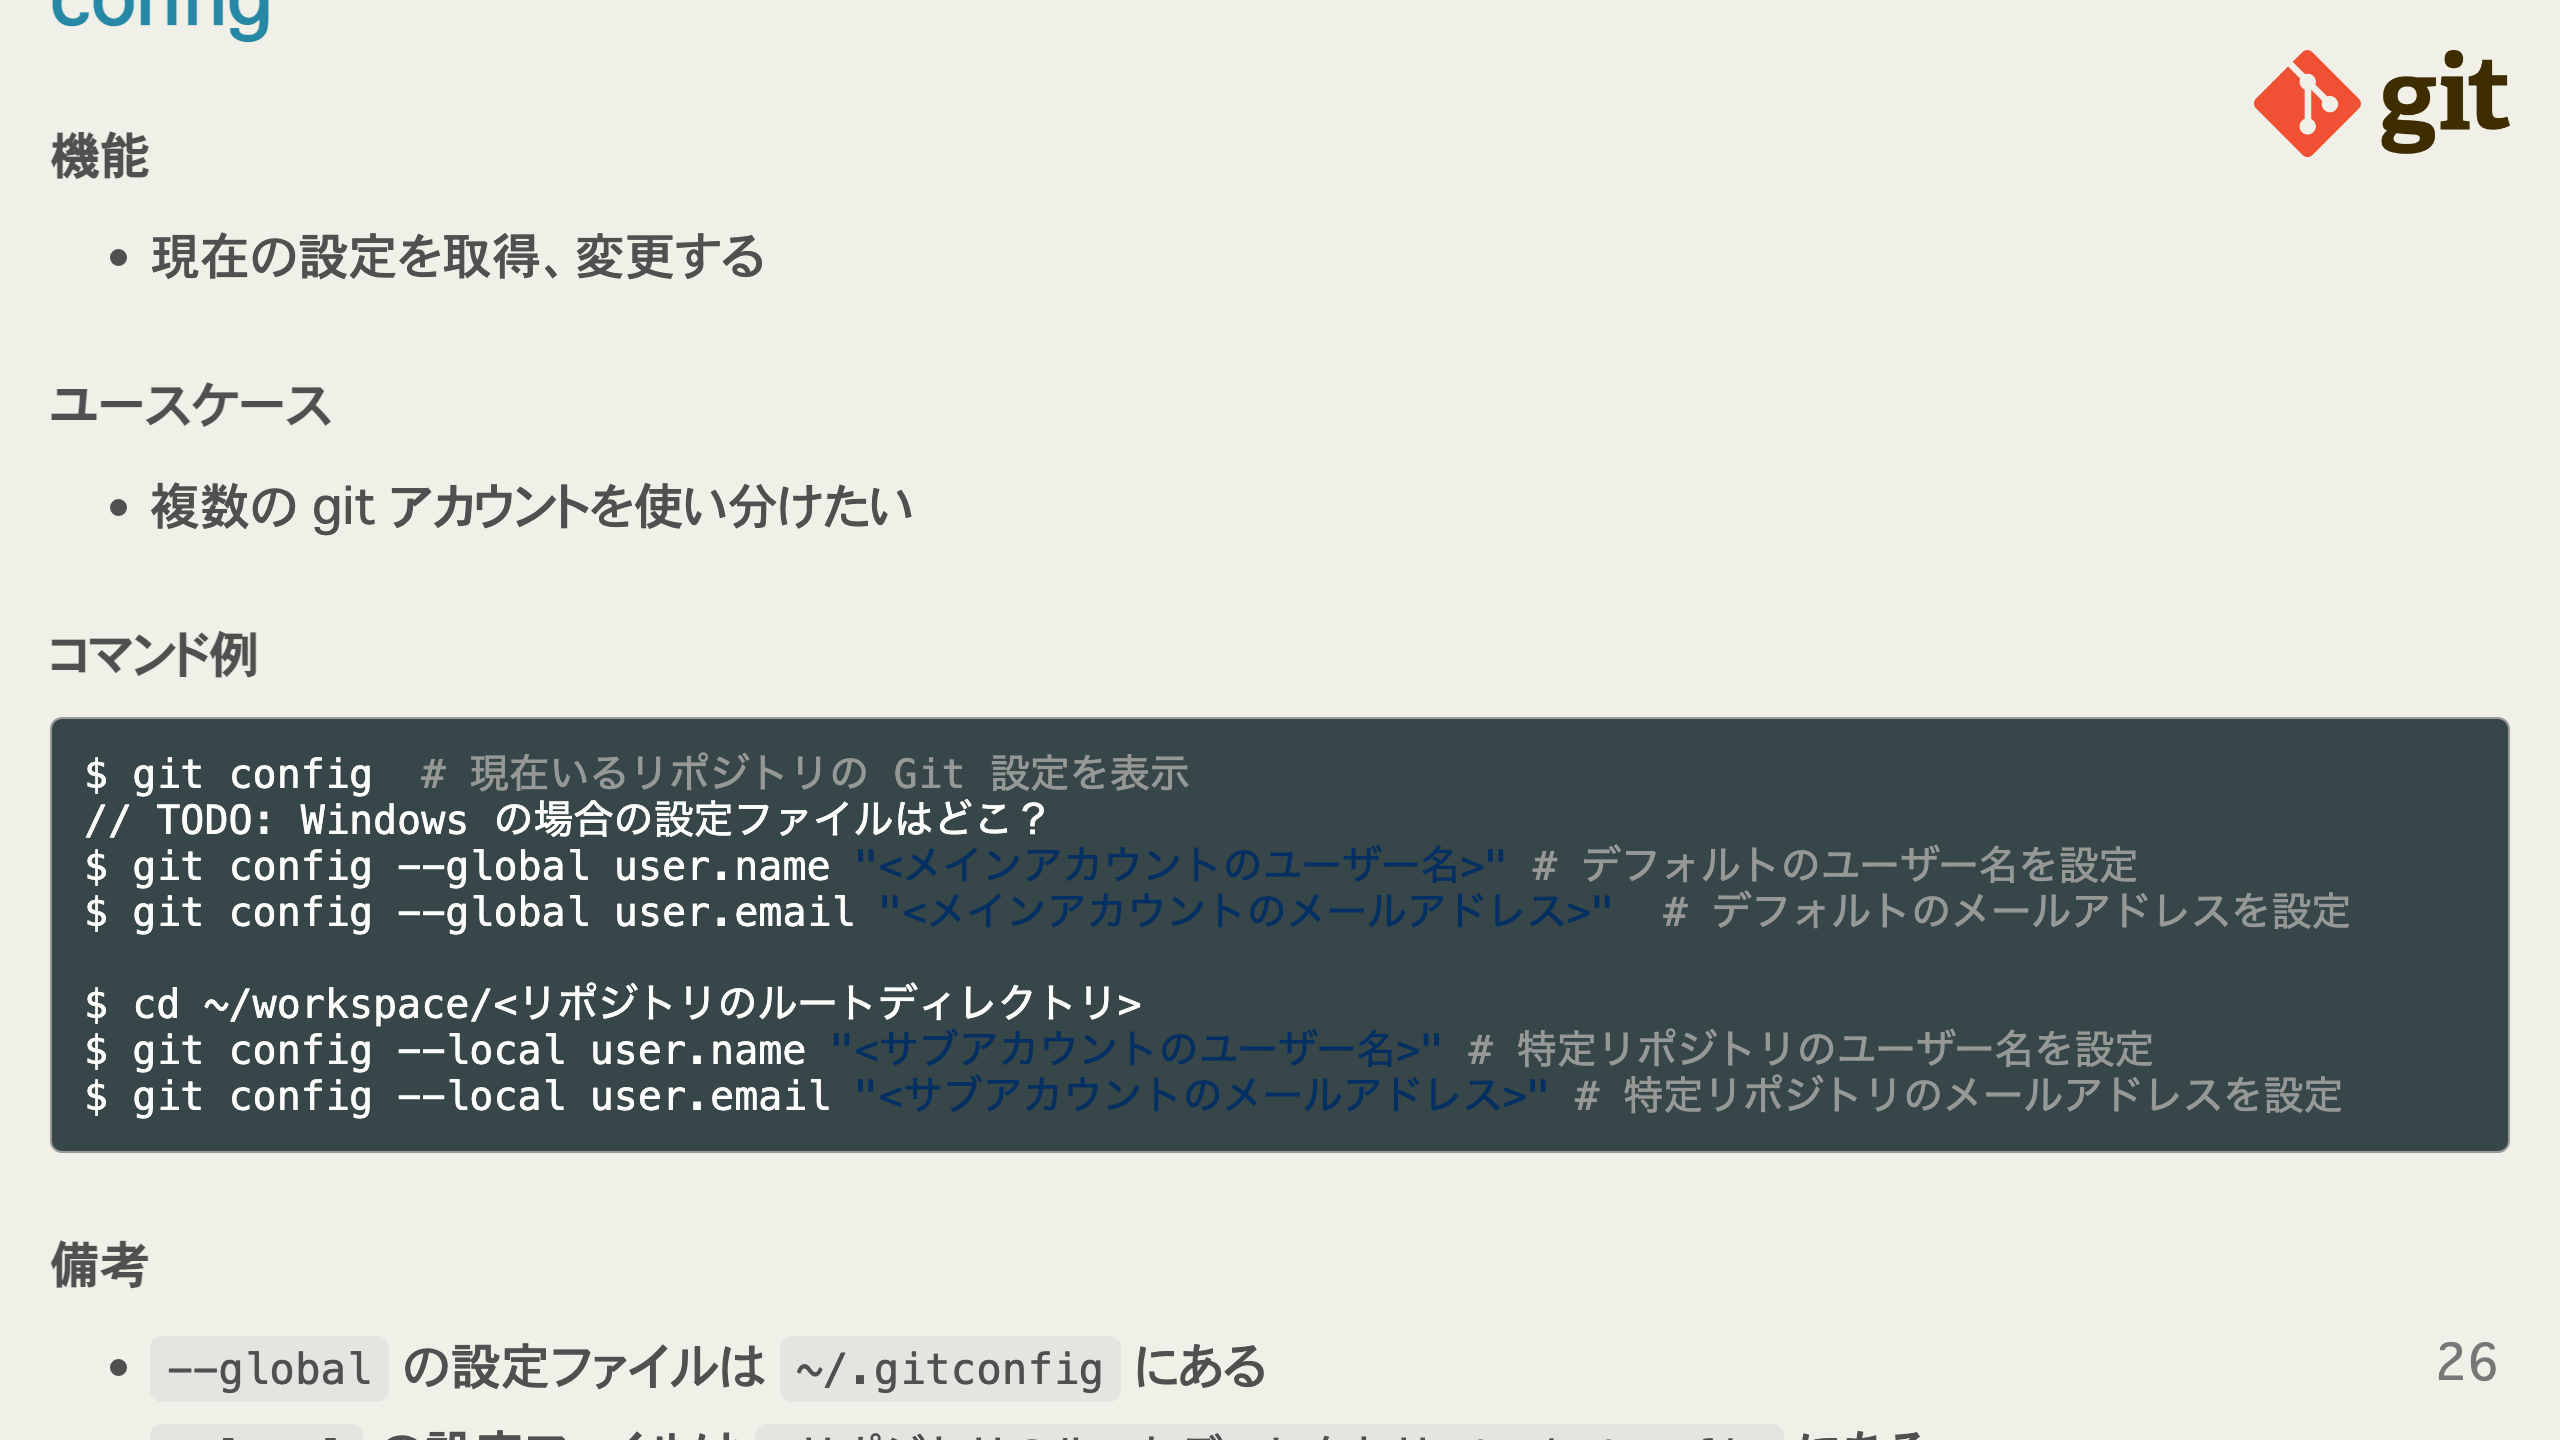 config
git
機能
• 現在の設定を取得、変更する
ユースケース
• 複数の git アカウントを使い分けたい
コマンド例
$ git config  # 現在いるリポジトリの Git 設定を表示
// TODO: Windows の場合の設定ファイルはどこ？
$ git config --global user.name "<メインアカウントのユーザー名>" # デフォルトのユーザー名を設定
$ git config --global user.email "<メインアカウントのメールアドレス>"  # デフォルトのメールアドレスを設定
$ cd ~/workspace/<リポジトリのルートディレクトリ>
$ git config --local user.name "<サブアカウントのユーザー名>" # 特定リポジトリのユーザー名を設定
$ git config --local user.email "<サブアカウントのメールアドレス>" # 特定リポジトリのメールアドレスを設定
備考
• --global の設定ファイルは ~/.gitconfig にある
の設定ファイルは にある
26